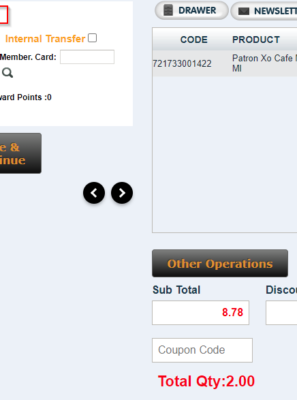 DRAWER
NEWSLETT
Internal Transfer
Member. Card:
ward Points :0
e &
inue
CODE PRODUCT
721733001422 Patron Xo Cafe
Ml
Other Operations
Sub Total Discou
8.78
Coupon Code
Total Qty:2.00